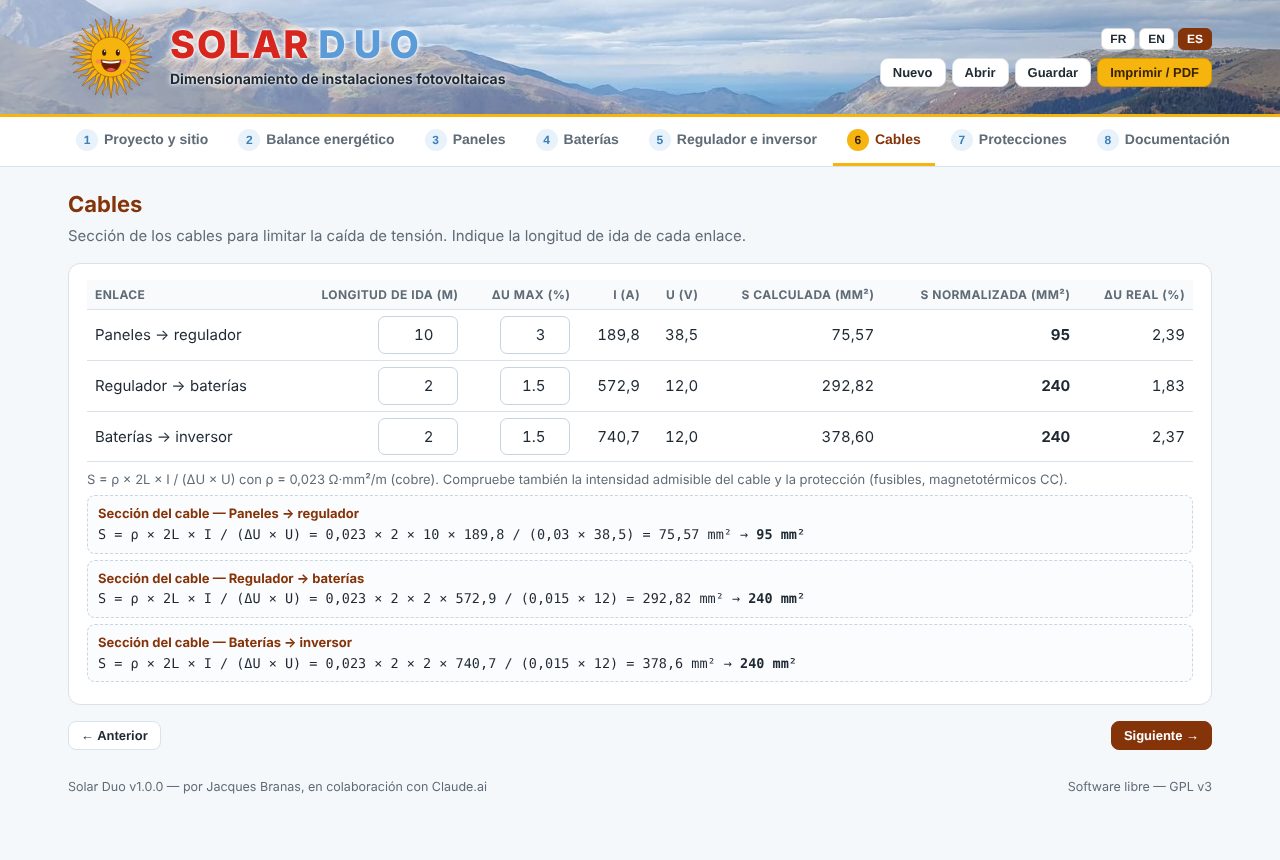 SOLAR DUO
Dimensionamiento de instalaciones fotovoltaicas
FR EN ES
Nuevo Abrir Guardar Imprimir / PDF
1 Proyecto y sitio 2 Balance energético 3 Paneles 4 Baterías 5 Regulador e inversor 6 Cables 7 Protecciones 8 Documentación
Cables
Sección de los cables para limitar la caída de tensión. Indique la longitud de ida de cada enlace.
ENLACE LONGITUD DE IDA (M) ΔU MAX (%) I (A) U (V) S CALCULADA (MM²) S NORMALIZADA (MM²) ΔU REAL (%)
Paneles → regulador 10 3 189,8 38,5 75,57 95 2,39
Regulador → baterías 2 1.5 572,9 12,0 292,82 240 1,83
Baterías → inversor 2 1.5 740,7 12,0 378,60 240 2,37
S = ρ × 2L × I / (ΔU × U) con ρ = 0,023 Ω·mm²/m (cobre). Compruebe también la intensidad admisible del cable y la protección (fusibles, magnetotérmicos CC).
Sección del cable — Paneles → regulador
S = ρ × 2L × I / (ΔU × U) = 0,023 × 2 × 10 × 189,8 / (0,03 × 38,5) = 75,57 mm² → 95 mm²
Sección del cable — Regulador → baterías
S = ρ × 2L × I / (ΔU × U) = 0,023 × 2 × 2 × 572,9 / (0,015 × 12) = 292,82 mm² → 240 mm²
Sección del cable — Baterías → inversor
S = ρ × 2L × I / (ΔU × U) = 0,023 × 2 × 2 × 740,7 / (0,015 × 12) = 378,6 mm² → 240 mm²
← Anterior Siguiente →
Solar Duo v1.0.0 — por Jacques Branas, en colaboración con Claude.ai Software libre — GPL v3